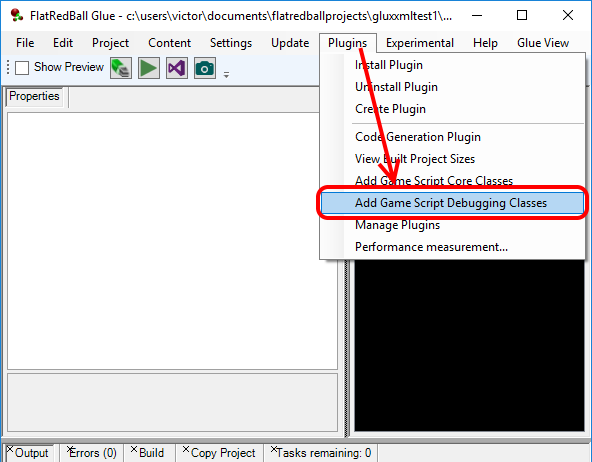 FlatRedBall Glue - c:\users\victor\documents\flatredballprojects\gluxxmltest1\...
File Edit Project Content Settings Update Plugins Experimental Help Glue View
Show Preview
Properties
Install Plugin
Uninstall Plugin
Create Plugin
Code Generation Plugin
View Built Project Sizes
Add Game Script Core Classes
Add Game Script Debugging Classes
Manage Plugins
Performance measurement...
Output Errors (0) Build Copy Project Tasks remaining: 0